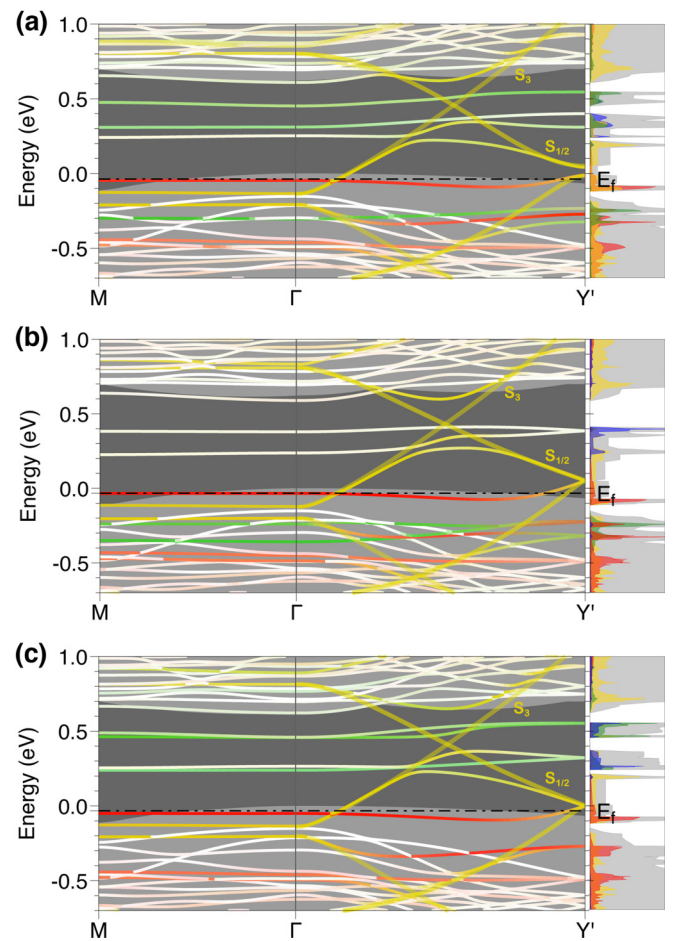 (a)
1.0
0.5
0.0
-0.5
Energy (eV)
S3
S1/2
Ef
M Γ Y'
(b)
1.0
0.5
0.0
-0.5
Energy (eV)
S3
S1/2
Ef
M Γ Y'
(c)
1.0
0.5
0.0
-0.5
Energy (eV)
S3
S1/2
Ef
M Γ Y'